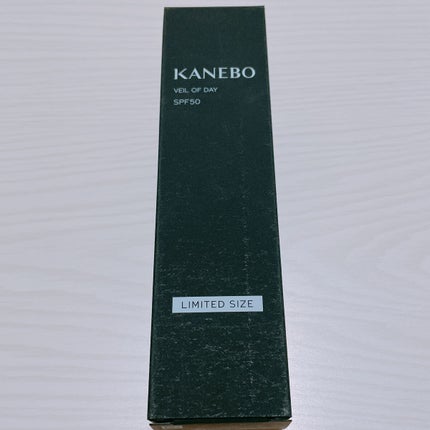 KANEBO
VEIL OF DAY
SPF50
LIMITED SIZE